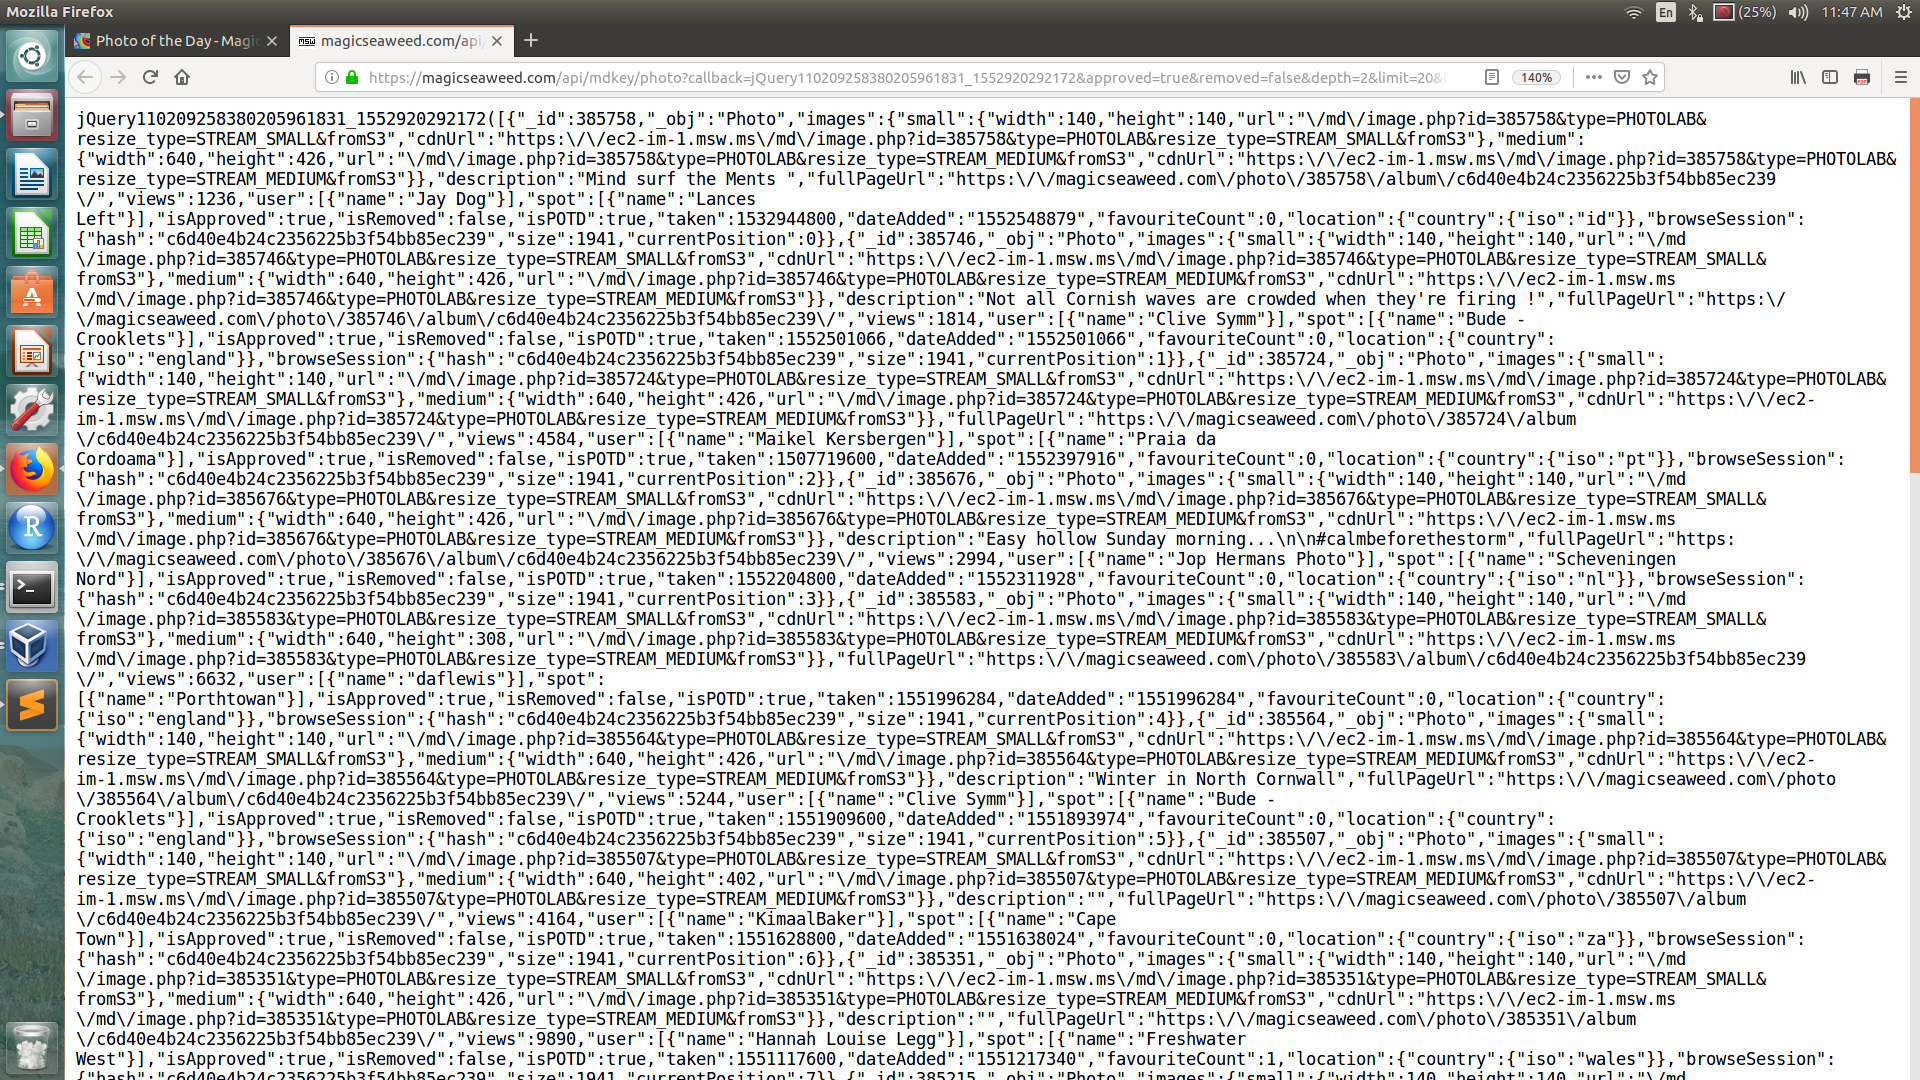 Mozilla Firefox
En
(25%)
11:47 AM
Photo of the Day - Magic
magicseaweed.com/api/
https://magicseaweed.com/api/mdkey/photo?callback=jQuery110209258380205961831_1552920292172&approved=true&removed=false&depth=2&limit=20&
140%
jQuery110209258380205961831_1552920292172([{"_id":385758,"_obj":"Photo","images":{"small":{"width":140,"height":140,"url":"\/md\/image.php?id=385758&type=PHOTOLAB&
resize_type=STREAM_SMALL&fromS3","cdnUrl":"https:\/\/ec2-im-1.msw.ms\/md\/image.php?id=385758&type=PHOTOLAB&resize_type=STREAM_SMALL&fromS3"},"medium":
{"width":640,"height":426,"url":"\/md\/image.php?id=385758&type=PHOTOLAB&resize_type=STREAM_MEDIUM&fromS3","cdnUrl":"https:\/\/ec2-im-1.msw.ms\/md\/image.php?id=385758&type=PHOTOLAB&
resize_type=STREAM_MEDIUM&fromS3"}},"description":"Mind surf the Ments ","fullPageUrl":"https:\/\/magicseaweed.com\/photo\/385758\/album\/c6d40e4b24c2356225b3f54bb85ec239
\/","views":1236,"user":[{"name":"Jay Dog"}],"spot":[{"name":"Lances
Left"}],"isApproved":true,"isRemoved":false,"isPOTD":true,"taken":1532944800,"dateAdded":"1552548879","favouriteCount":0,"location":{"country":{"iso":"id"}},"browseSession":
{"hash":"c6d40e4b24c2356225b3f54bb85ec239","size":1941,"currentPosition":0}},{"_id":385746,"_obj":"Photo","images":{"small":{"width":140,"height":140,"url":"\/md
\/image.php?id=385746&type=PHOTOLAB&resize_type=STREAM_SMALL&fromS3","cdnUrl":"https:\/\/ec2-im-1.msw.ms\/md\/image.php?id=385746&type=PHOTOLAB&resize_type=STREAM_SMALL&
fromS3"},"medium":{"width":640,"height":426,"url":"\/md\/image.php?id=385746&type=PHOTOLAB&resize_type=STREAM_MEDIUM&fromS3","cdnUrl":"https:\/\/ec2-im-1.msw.ms
\/md\/image.php?id=385746&type=PHOTOLAB&resize_type=STREAM_MEDIUM&fromS3"}},"description":"Not all Cornish waves are crowded when they're firing !","fullPageUrl":"https:\/
\/magicseaweed.com\/photo\/385746\/album\/c6d40e4b24c2356225b3f54bb85ec239\/","views":1814,"user":[{"name":"Clive Symm"}],"spot":[{"name":"Bude -
Crooklets"}],"isApproved":true,"isRemoved":false,"isPOTD":true,"taken":1552501066,"dateAdded":"1552501066","favouriteCount":0,"location":{"country":
{"iso":"england"}},"browseSession":{"hash":"c6d40e4b24c2356225b3f54bb85ec239","size":1941,"currentPosition":1}},{"_id":385724,"_obj":"Photo","images":{"small":
{"width":140,"height":140,"url":"\/md\/image.php?id=385724&type=PHOTOLAB&resize_type=STREAM_SMALL&fromS3","cdnUrl":"https:\/\/ec2-im-1.msw.ms\/md\/image.php?id=385724&type=PHOTOLAB&
resize_type=STREAM_SMALL&fromS3"},"medium":{"width":640,"height":426,"url":"\/md\/image.php?id=385724&type=PHOTOLAB&resize_type=STREAM_MEDIUM&fromS3","cdnUrl":"https:\/\/ec2-
im-1.msw.ms\/md\/image.php?id=385724&type=PHOTOLAB&resize_type=STREAM_MEDIUM&fromS3"}},"fullPageUrl":"https:\/\/magicseaweed.com\/photo\/385724\/album
\/c6d40e4b24c2356225b3f54bb85ec239\/","views":4584,"user":[{"name":"Maikel Kersbergen"}],"spot":[{"name":"Praia da
Cordoama"}],"isApproved":true,"isRemoved":false,"isPOTD":true,"taken":1507719600,"dateAdded":"1552397916","favouriteCount":0,"location":{"country":{"iso":"pt"}},"browseSession":
{"hash":"c6d40e4b24c2356225b3f54bb85ec239","size":1941,"currentPosition":2}},{"_id":385676,"_obj":"Photo","images":{"small":{"width":140,"height":140,"url":"\/md
\/image.php?id=385676&type=PHOTOLAB&resize_type=STREAM_SMALL&fromS3","cdnUrl":"https:\/\/ec2-im-1.msw.ms\/md\/image.php?id=385676&type=PHOTOLAB&resize_type=STREAM_SMALL&
fromS3"},"medium":{"width":640,"height":426,"url":"\/md\/image.php?id=385676&type=PHOTOLAB&resize_type=STREAM_MEDIUM&fromS3","cdnUrl":"https:\/\/ec2-im-1.msw.ms
\/md\/image.php?id=385676&type=PHOTOLAB&resize_type=STREAM_MEDIUM&fromS3"}},"description":"Easy hollow Sunday morning...\n\n#calmbeforethestorm","fullPageUrl":"https:
\/\/magicseaweed.com\/photo\/385676\/album\/c6d40e4b24c2356225b3f54bb85ec239\/","views":2994,"user":[{"name":"Jop Hermans Photo"}],"spot":[{"name":"Scheveningen
Nord"}],"isApproved":true,"isRemoved":false,"isPOTD":true,"taken":1552204800,"dateAdded":"1552311928","favouriteCount":0,"location":{"country":{"iso":"nl"}},"browseSession":
{"hash":"c6d40e4b24c2356225b3f54bb85ec239","size":1941,"currentPosition":3}},{"_id":385583,"_obj":"Photo","images":{"small":{"width":140,"height":140,"url":"\/md
\/image.php?id=385583&type=PHOTOLAB&resize_type=STREAM_SMALL&fromS3","cdnUrl":"https:\/\/ec2-im-1.msw.ms\/md\/image.php?id=385583&type=PHOTOLAB&resize_type=STREAM_SMALL&
fromS3"},"medium":{"width":640,"height":308,"url":"\/md\/image.php?id=385583&type=PHOTOLAB&resize_type=STREAM_MEDIUM&fromS3","cdnUrl":"https:\/\/ec2-im-1.msw.ms
\/md\/image.php?id=385583&type=PHOTOLAB&resize_type=STREAM_MEDIUM&fromS3"}},"fullPageUrl":"https:\/\/magicseaweed.com\/photo\/385583\/album\/c6d40e4b24c2356225b3f54bb85ec239
\/","views":6632,"user":[{"name":"daflewis"}],"spot":
[{"name":"Porthtowan"}],"isApproved":true,"isRemoved":false,"isPOTD":true,"taken":1551996284,"dateAdded":"1551996284","favouriteCount":0,"location":{"country":
{"iso":"england"}},"browseSession":{"hash":"c6d40e4b24c2356225b3f54bb85ec239","size":1941,"currentPosition":4}},{"_id":385564,"_obj":"Photo","images":{"small":
{"width":140,"height":140,"url":"\/md\/image.php?id=385564&type=PHOTOLAB&resize_type=STREAM_SMALL&fromS3","cdnUrl":"https:\/\/ec2-im-1.msw.ms\/md\/image.php?id=385564&type=PHOTOLAB&
resize_type=STREAM_SMALL&fromS3"},"medium":{"width":640,"height":426,"url":"\/md\/image.php?id=385564&type=PHOTOLAB&resize_type=STREAM_MEDIUM&fromS3","cdnUrl":"https:\/\/ec2-
im-1.msw.ms\/md\/image.php?id=385564&type=PHOTOLAB&resize_type=STREAM_MEDIUM&fromS3"}},"description":"Winter in North Cornwall","fullPageUrl":"https:\/\/magicseaweed.com\/photo
\/385564\/album\/c6d40e4b24c2356225b3f54bb85ec239\/","views":5244,"user":[{"name":"Clive Symm"}],"spot":[{"name":"Bude -
Crooklets"}],"isApproved":true,"isRemoved":false,"isPOTD":true,"taken":1551909600,"dateAdded":"1551893974","favouriteCount":0,"location":{"country":
{"iso":"england"}},"browseSession":{"hash":"c6d40e4b24c2356225b3f54bb85ec239","size":1941,"currentPosition":5}},{"_id":385507,"_obj":"Photo","images":{"small":
{"width":140,"height":140,"url":"\/md\/image.php?id=385507&type=PHOTOLAB&resize_type=STREAM_SMALL&fromS3","cdnUrl":"https:\/\/ec2-im-1.msw.ms\/md\/image.php?id=385507&type=PHOTOLAB&
resize_type=STREAM_SMALL&fromS3"},"medium":{"width":640,"height":402,"url":"\/md\/image.php?id=385507&type=PHOTOLAB&resize_type=STREAM_MEDIUM&fromS3","cdnUrl":"https:\/\/ec2-
im-1.msw.ms\/md\/image.php?id=385507&type=PHOTOLAB&resize_type=STREAM_MEDIUM&fromS3"}},"description":"","fullPageUrl":"https:\/\/magicseaweed.com\/photo\/385507\/album
\/c6d40e4b24c2356225b3f54bb85ec239\/","views":4164,"user":[{"name":"KimaalBaker"}],"spot":[{"name":"Cape
Town"}],"isApproved":true,"isRemoved":false,"isPOTD":true,"taken":1551628800,"dateAdded":"1551638024","favouriteCount":0,"location":{"country":{"iso":"za"}},"browseSession":
{"hash":"c6d40e4b24c2356225b3f54bb85ec239","size":1941,"currentPosition":6}},{"_id":385351,"_obj":"Photo","images":{"small":{"width":140,"height":140,"url":"\/md
\/image.php?id=385351&type=PHOTOLAB&resize_type=STREAM_SMALL&fromS3","cdnUrl":"https:\/\/ec2-im-1.msw.ms\/md\/image.php?id=385351&type=PHOTOLAB&resize_type=STREAM_SMALL&
fromS3"},"medium":{"width":640,"height":426,"url":"\/md\/image.php?id=385351&type=PHOTOLAB&resize_type=STREAM_MEDIUM&fromS3","cdnUrl":"https:\/\/ec2-im-1.msw.ms
\/md\/image.php?id=385351&type=PHOTOLAB&resize_type=STREAM_MEDIUM&fromS3"}},"description":"","fullPageUrl":"https:\/\/magicseaweed.com\/photo\/385351\/album
\/c6d40e4b24c2356225b3f54bb85ec239\/","views":9890,"user":[{"name":"Hannah Louise Legg"}],"spot":[{"name":"Freshwater
West"}],"isApproved":true,"isRemoved":false,"isPOTD":true,"taken":1551117600,"dateAdded":"1551217340","favouriteCount":1,"location":{"country":{"iso":"wales"}},"browseSession":
{"hash":"c6d40e4b24c2356225b3f54bb85ec239","size":1941,"currentPosition":7}},{"_id":385215,"_obj":"Photo","images":{"small":{"width":140,"height":140,"url":"\/md